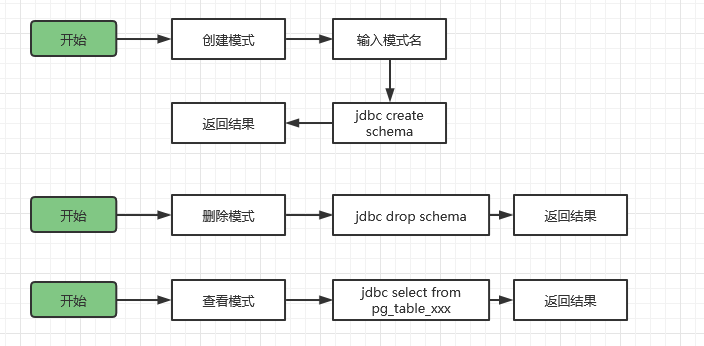 开始
创建模式
输入模式名
jdbc create
schema
返回结果
开始
删除模式
jdbc drop schema
返回结果
开始
查看模式
jdbc select from
pg_table_xxx
返回结果